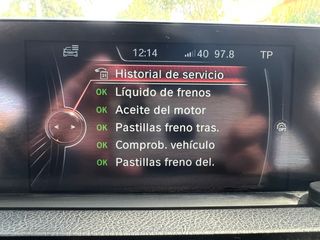 12:14 40 97.8 TP
Historial de servicio
OK Líquido de frenos
OK Aceite del motor
OK Pastillas freno tras.
OK Comprob. vehículo
OK Pastillas freno del.